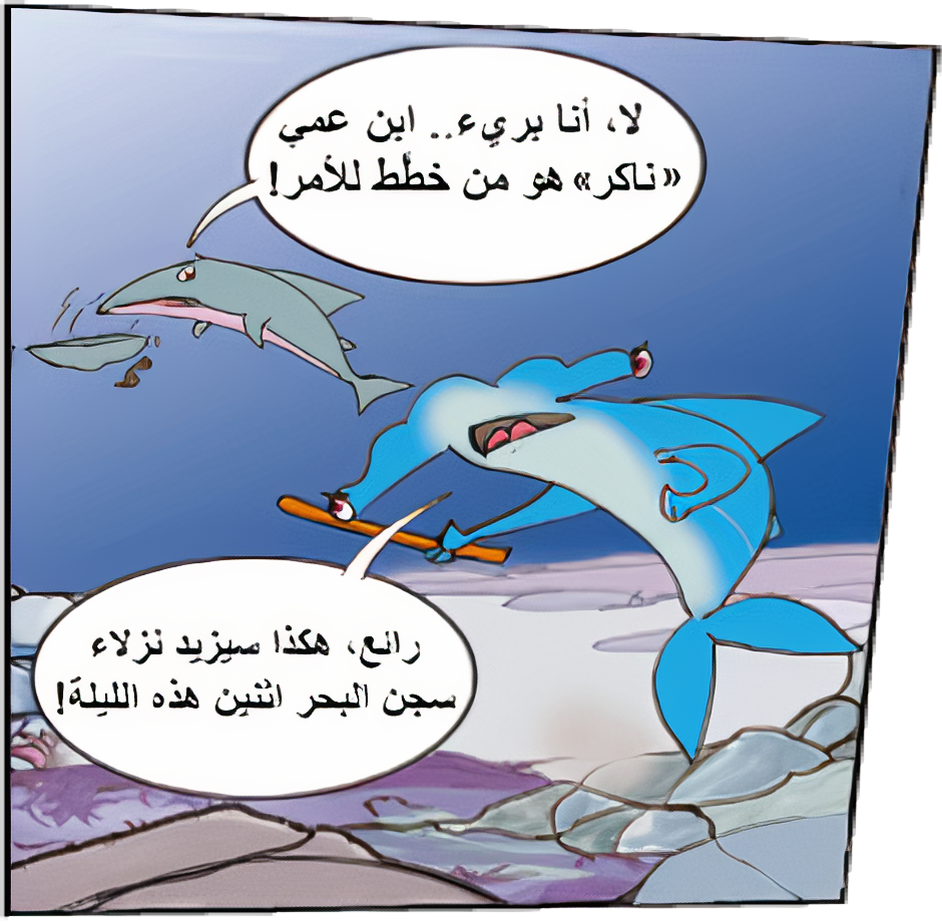 لا، أنا بريء.. ابن عمي
«ناكر» هو من خطط للأمر!
رائع، هكذا سيزيد نزلاء
سجن البحر اثنين هذه الليلة!